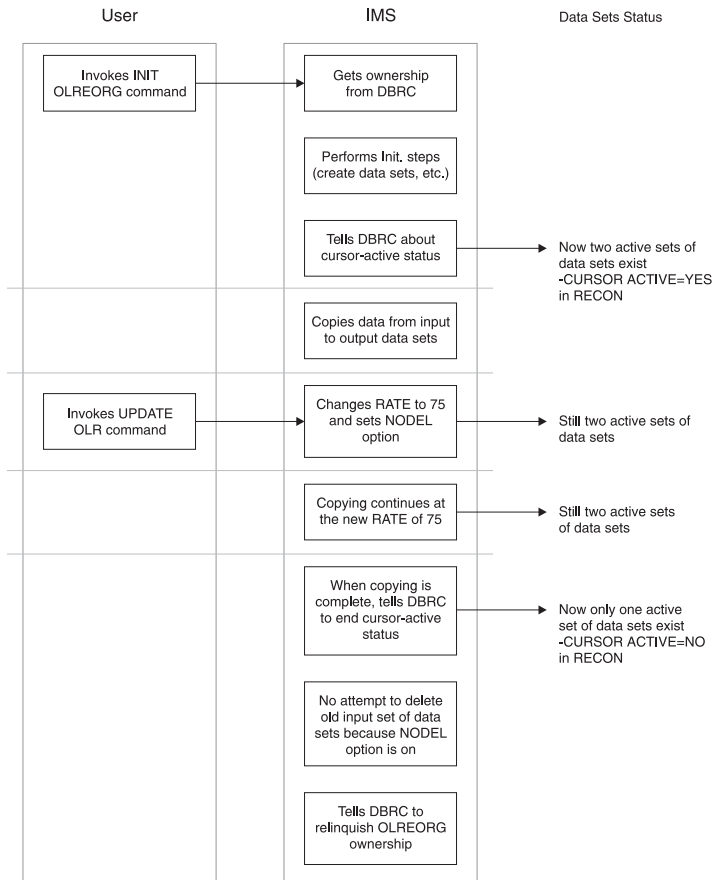 User
IMS
Data Sets Status
Invokes INIT
OLREORG command
Gets ownership
from DBRC
Performs Init. steps
(create data sets, etc.)
Tells DBRC about
cursor-active status
Now two active sets of
data sets exist
-CURSOR ACTIVE=YES
in RECON
Copies data from input
to output data sets
Invokes UPDATE
OLR command
Changes RATE to 75
and sets NODEL
option
Still two active sets of
data sets
Copying continues at
the new RATE of 75
Still two active sets
of data sets
When copying is
complete, tells DBRC
to end cursor-active
status
Now only one active
set of data sets exist
-CURSOR ACTIVE=NO
in RECON
No attempt to delete
old input set of data
sets because NODEL
option is on
Tells DBRC to
relinquish OLREORG
ownership